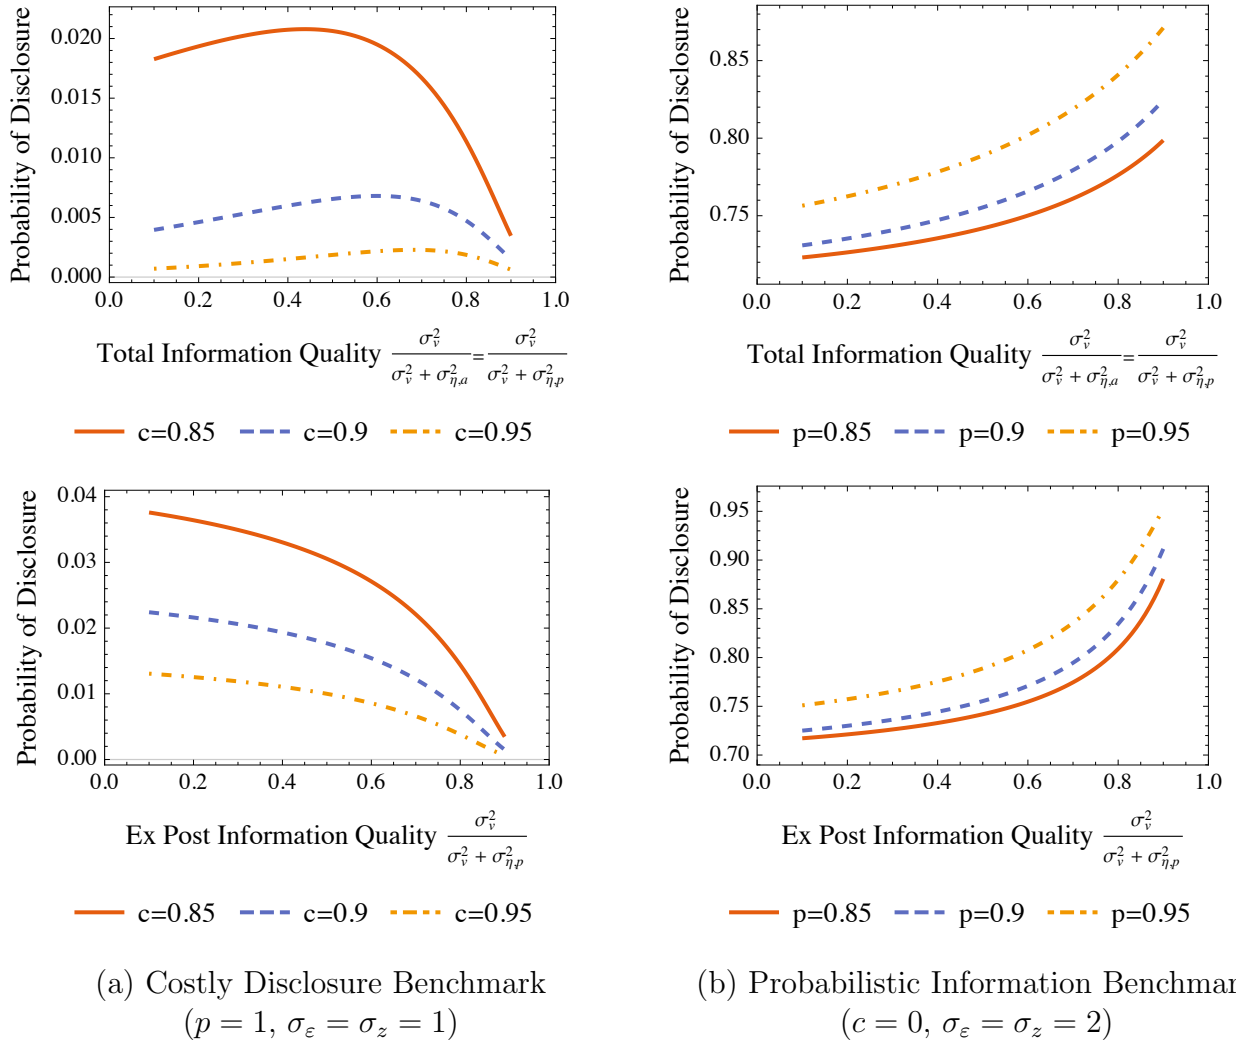 Probability of Disclosure
0.020
0.015
0.010
0.005
0.000
0.0 0.2 0.4 0.6 0.8 1.0
Total Information Quality σ_v^2 / (σ_v^2 + σ_{η,a}^2) = σ_v^2 / (σ_v^2 + σ_{η,p}^2)
c=0.85 c=0.9 c=0.95
Probability of Disclosure
0.85
0.80
0.75
0.0 0.2 0.4 0.6 0.8 1.0
Total Information Quality σ_v^2 / (σ_v^2 + σ_{η,a}^2) = σ_v^2 / (σ_v^2 + σ_{η,p}^2)
p=0.85 p=0.9 p=0.95
Probability of Disclosure
0.04
0.03
0.02
0.01
0.00
0.0 0.2 0.4 0.6 0.8 1.0
Ex Post Information Quality σ_v^2 / (σ_v^2 + σ_{η,p}^2)
c=0.85 c=0.9 c=0.95
(a) Costly Disclosure Benchmark
(p = 1, σ_ε = σ_z = 1)
Probability of Disclosure
0.95
0.90
0.85
0.80
0.75
0.70
0.0 0.2 0.4 0.6 0.8 1.0
Ex Post Information Quality σ_v^2 / (σ_v^2 + σ_{η,p}^2)
p=0.85 p=0.9 p=0.95
(b) Probabilistic Information Benchmar
(c = 0, σ_ε = σ_z = 2)